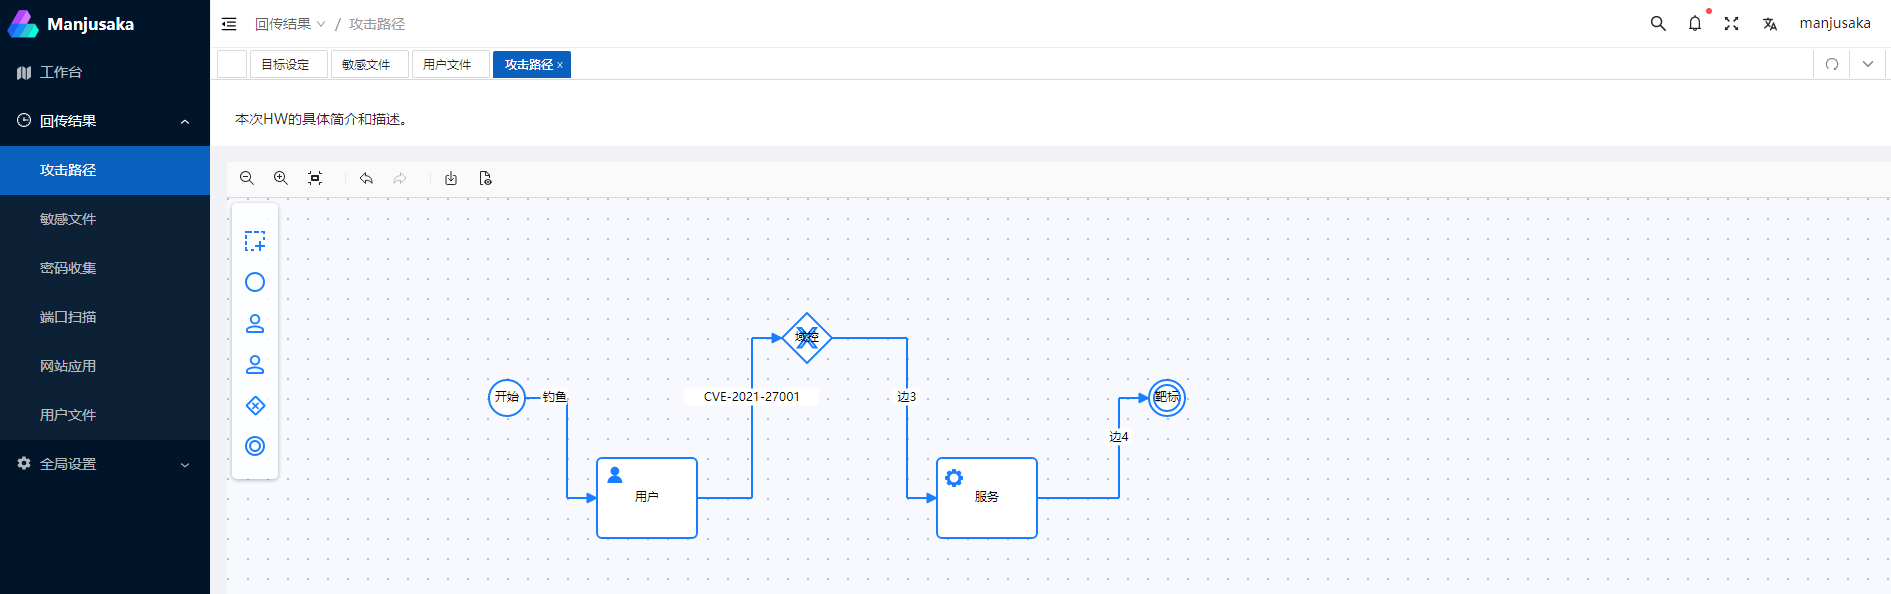 Manjusaka
回传结果 / 攻击路径
manjusaka
工作台
目标设定
敏感文件
用户文件
攻击路径 x
回传结果
本次HW的具体简介和描述。
攻击路径
敏感文件
密码收集
端口扫描
网站应用
用户文件
全局设置
域控
开始
钓鱼
CVE-2021-27001
边3
靶标
边4
用户
服务